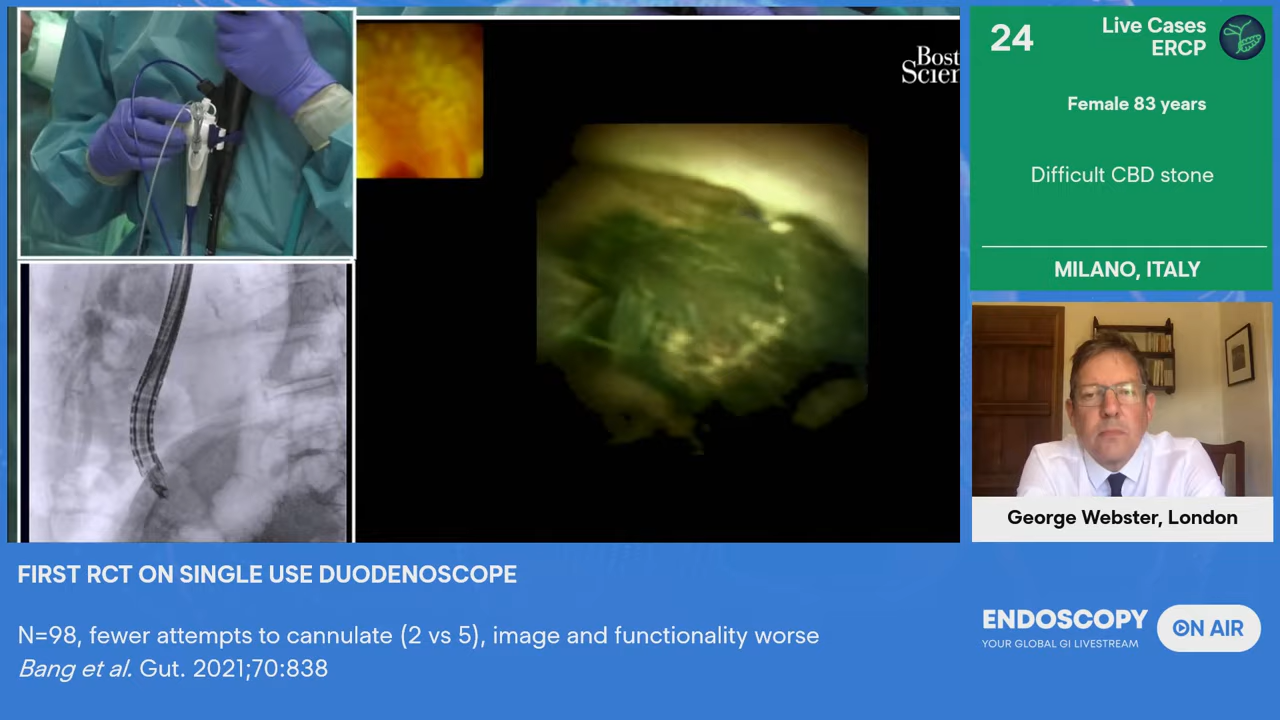 Bost
Scien
24
Live Cases
ERCP
Female 83 years
Difficult CBD stone
MILANO, ITALY
George Webster, London
FIRST RCT ON SINGLE USE DUODENOSCOPE
N=98, fewer attempts to cannulate (2 vs 5), image and functionality worse
Bang et al. Gut. 2021;70:838
ENDOSCOPY
YOUR GLOBAL GI LIVESTREAM
ON AIR